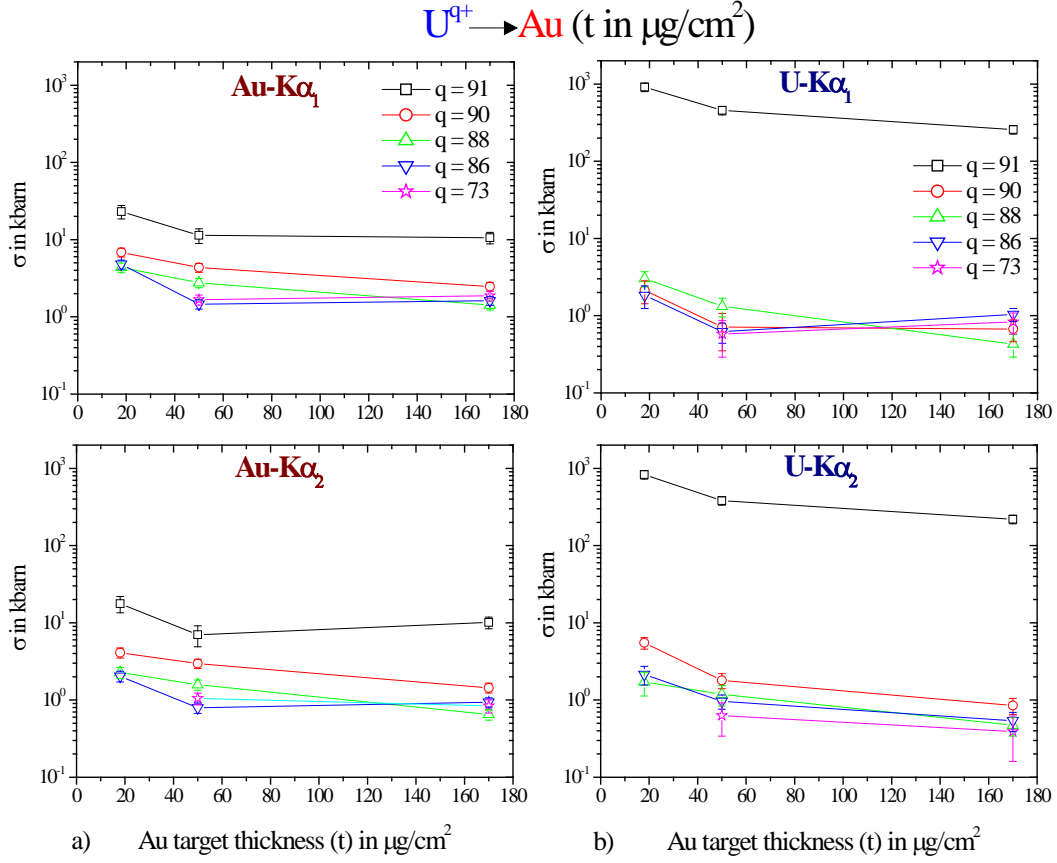 U^q+ → Au (t in μg/cm²)
Au-Kα₁
q = 91
q = 90
q = 88
q = 86
q = 73
σ in kbarn
10³
10²
10¹
10⁰
10⁻¹
0 20 40 60 80 100 120 140 160 180
U-Kα₁
q = 91
q = 90
q = 88
q = 86
q = 73
σ in kbarn
10³
10²
10¹
10⁰
10⁻¹
0 20 40 60 80 100 120 140 160 180
Au-Kα₂
σ in kbarn
10³
10²
10¹
10⁰
10⁻¹
0 20 40 60 80 100 120 140 160 180
U-Kα₂
σ in kbarn
10³
10²
10¹
10⁰
10⁻¹
0 20 40 60 80 100 120 140 160 180
a) Au target thickness (t) in μg/cm²
b) Au target thickness (t) in μg/cm²